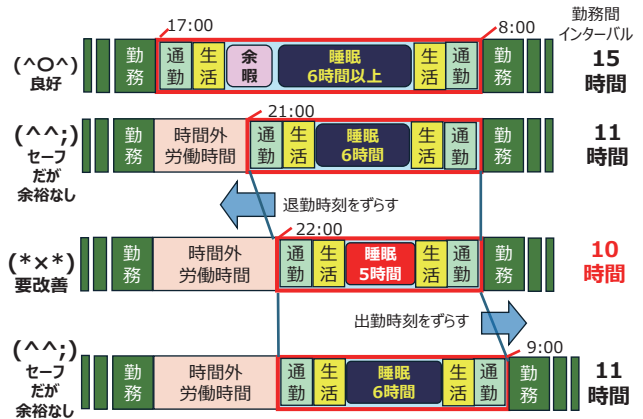 勤務間
インターバル
17:00
8:00
(^O^)
良好
勤務
通勤
生活
余暇
睡眠
6時間以上
生活
通勤
勤務
15
時間
21:00
(^^;)
セーフ
だが
余裕なし
勤務
時間外
労働時間
通勤
生活
睡眠
6時間
生活
通勤
勤務
11
時間
退勤時刻をずらす
22:00
(*×*)
要改善
勤務
時間外
労働時間
通勤
生活
睡眠
5時間
生活
通勤
勤務
10
時間
出勤時刻をずらす
9:00
(^^;)
セーフ
だが
余裕なし
勤務
時間外
労働時間
通勤
生活
睡眠
6時間
生活
通勤
勤務
11
時間